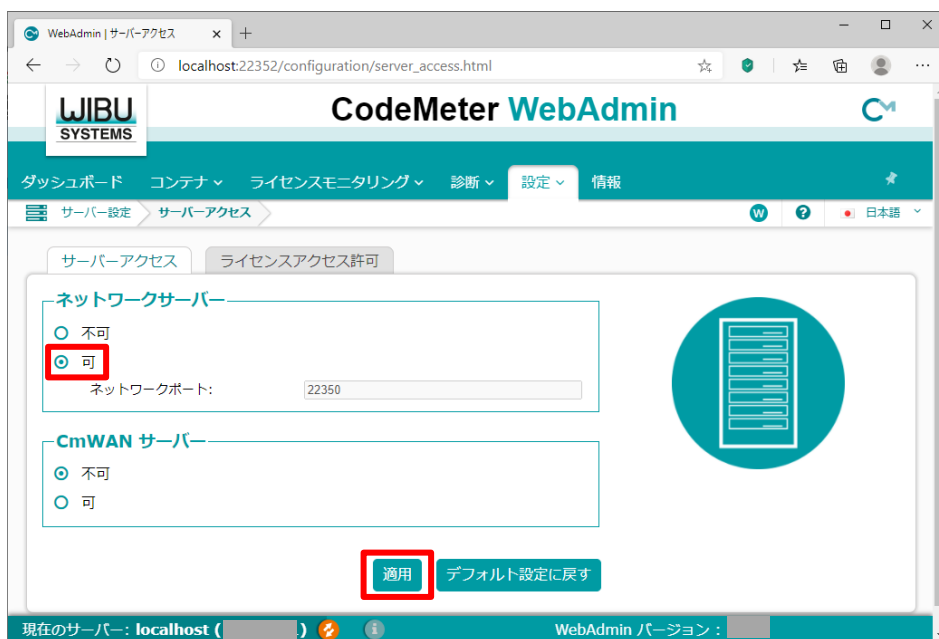 WebAdmin | サーバーアクセス
localhost:22352/configuration/server_access.html
WIBU
SYSTEMS
CodeMeter WebAdmin
ダッシュボード コンテナ ライセンスモニタリング 診断 設定 情報
サーバー設定 サーバーアクセス W ? 日本語
サーバーアクセス ライセンスアクセス許可
ネットワークサーバー
不可
可
ネットワークポート: 22350
CmWAN サーバー
不可
可
適用 デフォルト設定に戻す
現在のサーバー: localhost ( .) WebAdmin バージョン :